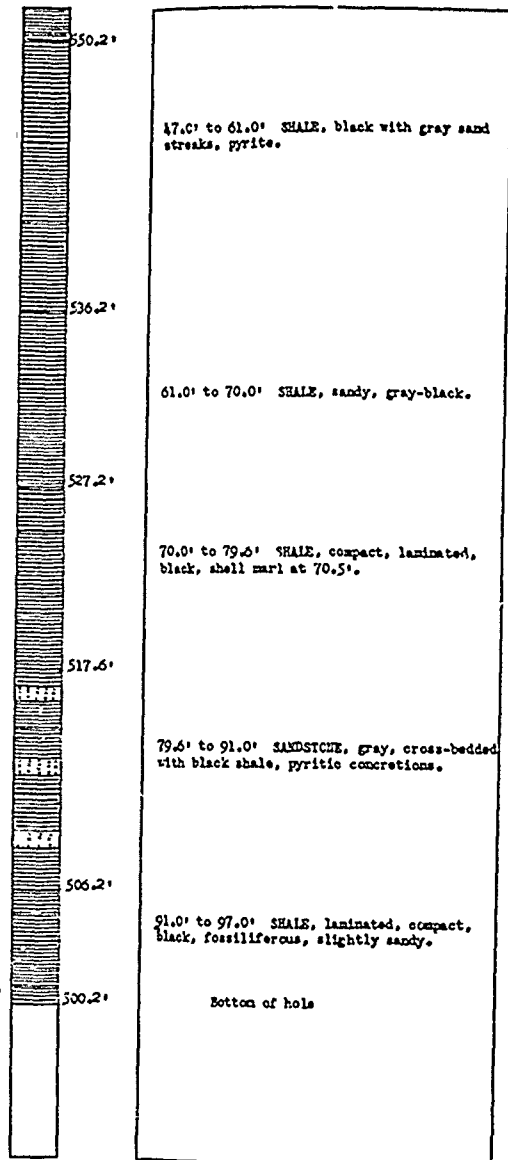 550.2'
47.0' to 61.0' SHALE, black with gray sand
streaks, pyrite.
536.2'
61.0' to 70.0' SHALE, sandy, gray-black.
527.2'
70.0' to 79.6' SHALE, compact, laminated,
black, shell marl at 70.5'.
517.6'
79.6' to 91.0' SANDSTONE, gray, cross-bedded
with black shale, pyritic concretions.
506.2'
91.0' to 97.0' SHALE, laminated, compact,
black, fossiliferous, slightly sandy.
500.2'
Bottom of hole